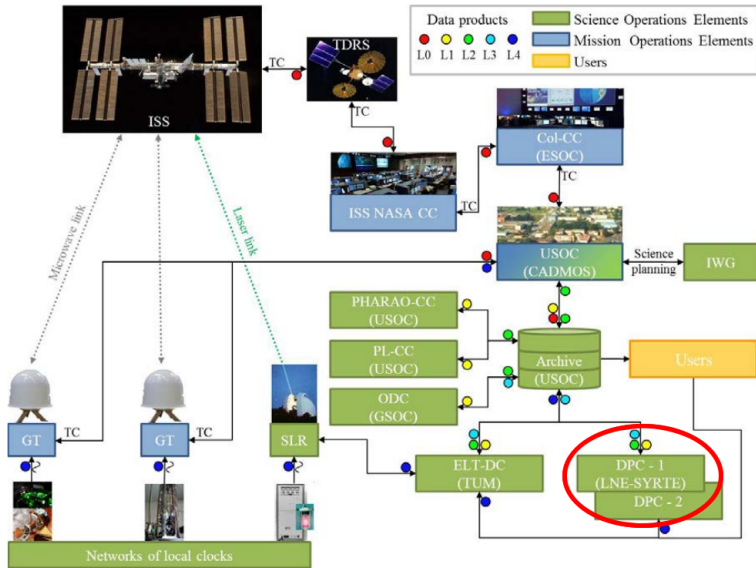 Data products
L0 L1 L2 L3 L4
Science Operations Elements
Mission Operations Elements
Users
ISS
TC
TDRS
TC
Col-CC
(ESOC)
ISS NASA CC
TC
TC
Microwave link
Laser link
USOC
(CADMOS)
Science
planning
IWG
PHARAO-CC
(USOC)
PL-CC
(USOC)
ODC
(GSOC)
Archive
(USOC)
Users
GT
TC
GT
TC
SLR
ELT-DC
(TUM)
DPC - 1
(LNE-SYRTE)
DPC - 2
Networks of local clocks